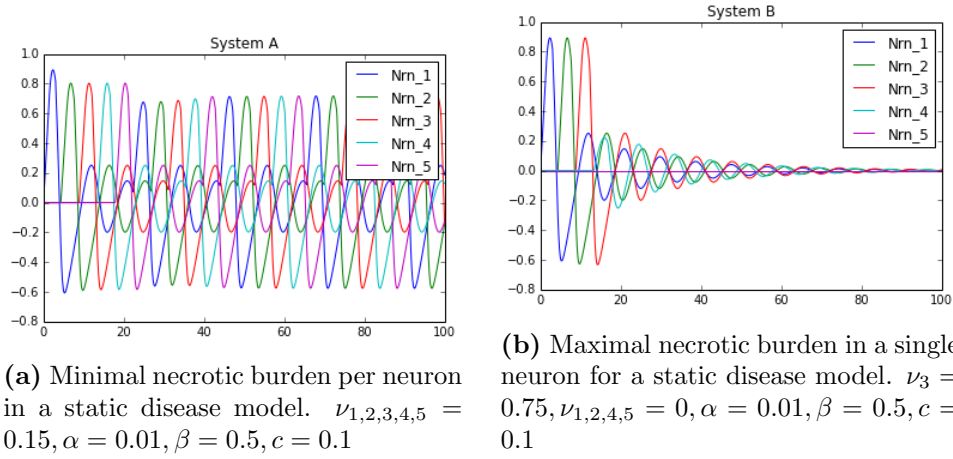 System A
1.0
0.8
0.6
0.4
0.2
0.0
−0.2
−0.4
−0.6
−0.8
0 20 40 60 80 100
Nrn_1
Nrn_2
Nrn_3
Nrn_4
Nrn_5
(a) Minimal necrotic burden per neuron
in a static disease model. ν1,2,3,4,5 =
0.15, α = 0.01, β = 0.5, c = 0.1
System B
1.0
0.8
0.6
0.4
0.2
0.0
−0.2
−0.4
−0.6
−0.8
0 20 40 60 80 100
Nrn_1
Nrn_2
Nrn_3
Nrn_4
Nrn_5
(b) Maximal necrotic burden in a single
neuron for a static disease model. ν3 =
0.75, ν1,2,4,5 = 0, α = 0.01, β = 0.5, c =
0.1